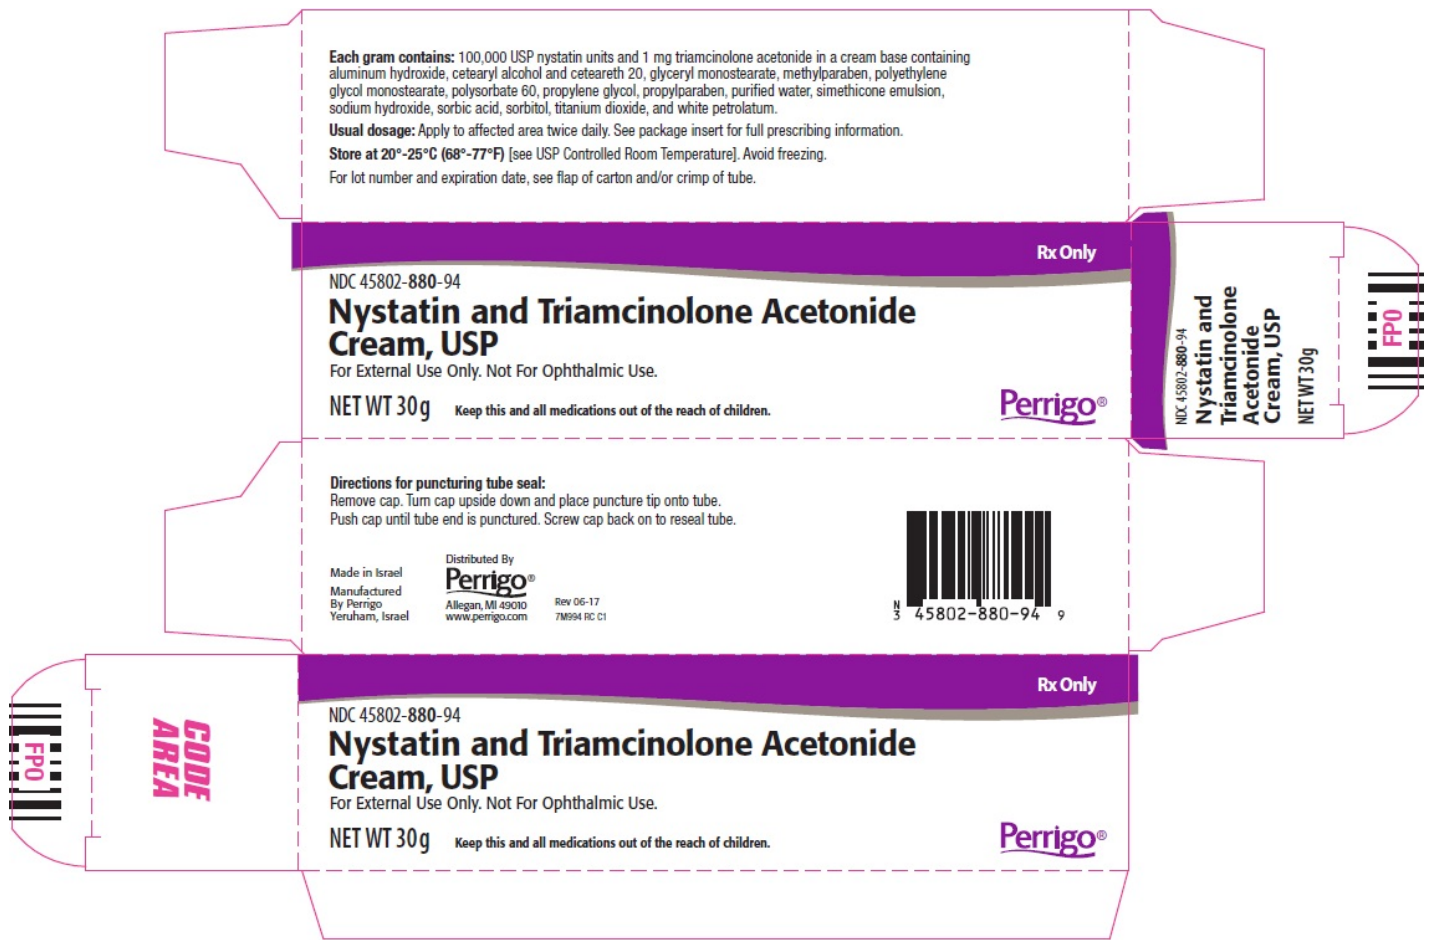 Each gram contains: 100,000 USP nystatin units and 1 mg triamcinolone acetonide in a cream base containing
aluminum hydroxide, cetearyl alcohol and ceteareth 20, glyceryl monostearate, methylparaben, polyethylene
glycol monostearate, polysorbate 60, propylene glycol, propylparaben, purified water, simethicone emulsion,
sodium hydroxide, sorbic acid, sorbitol, titanium dioxide, and white petrolatum.
Usual dosage: Apply to affected area twice daily. See package insert for full prescribing information.
Store at 20°-25°C (68°-77°F) [see USP Controlled Room Temperature]. Avoid freezing.
For lot number and expiration date, see flap of carton and/or crimp of tube.
Rx Only
NDC 45802-880-94
Nystatin and Triamcinolone Acetonide
Cream, USP
For External Use Only. Not For Ophthalmic Use.
NET WT 30g
Keep this and all medications out of the reach of children.
Perrigo®
NDC 45802-880-94
Nystatin and
Triamcinolone
Acetonide
Cream, USP
NET WT 30g
FPO
Directions for puncturing tube seal:
Remove cap. Turn cap upside down and place puncture tip onto tube.
Push cap until tube end is punctured. Screw cap back on to reseal tube.
Made in Israel
Manufactured
By Perrigo
Yeruham, Israel
Distributed By
Perrigo®
Allegan, MI 49010
www.perrigo.com
Rev 06-17
7M994 RC C1
N
3 45802-880-94 9
Rx Only
NDC 45802-880-94
Nystatin and Triamcinolone Acetonide
Cream, USP
For External Use Only. Not For Ophthalmic Use.
NET WT 30g
Keep this and all medications out of the reach of children.
Perrigo®
CODE
AREA
FPO